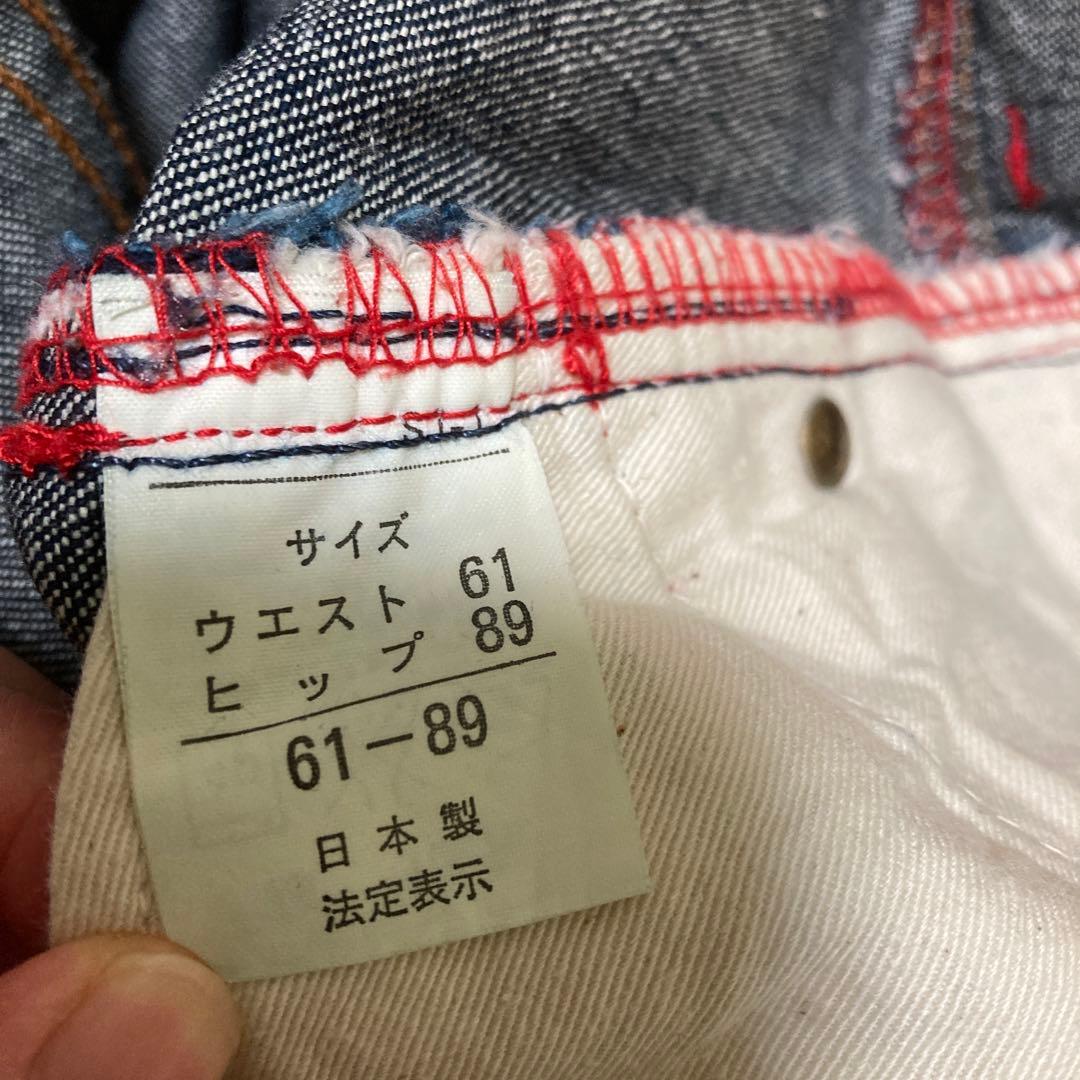 サイズ
ウエスト 61
ヒップ 89
61-89
日本製
法定表示